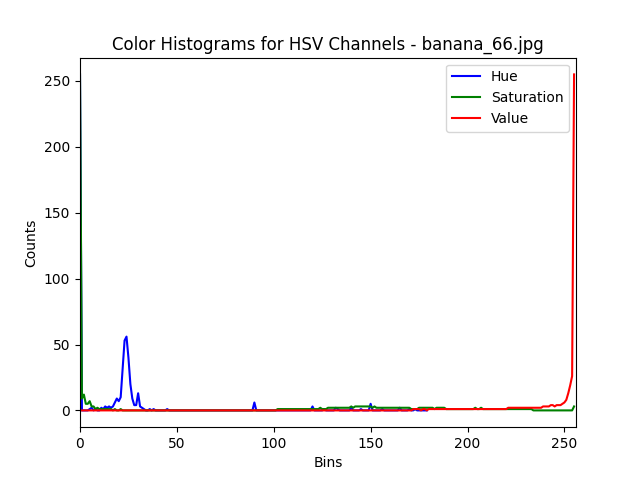 Color Histograms for HSV Channels - banana_66.jpg
Hue
Saturation
Value
Counts
250
200
150
100
50
0
0 50 100 150 200 250
Bins